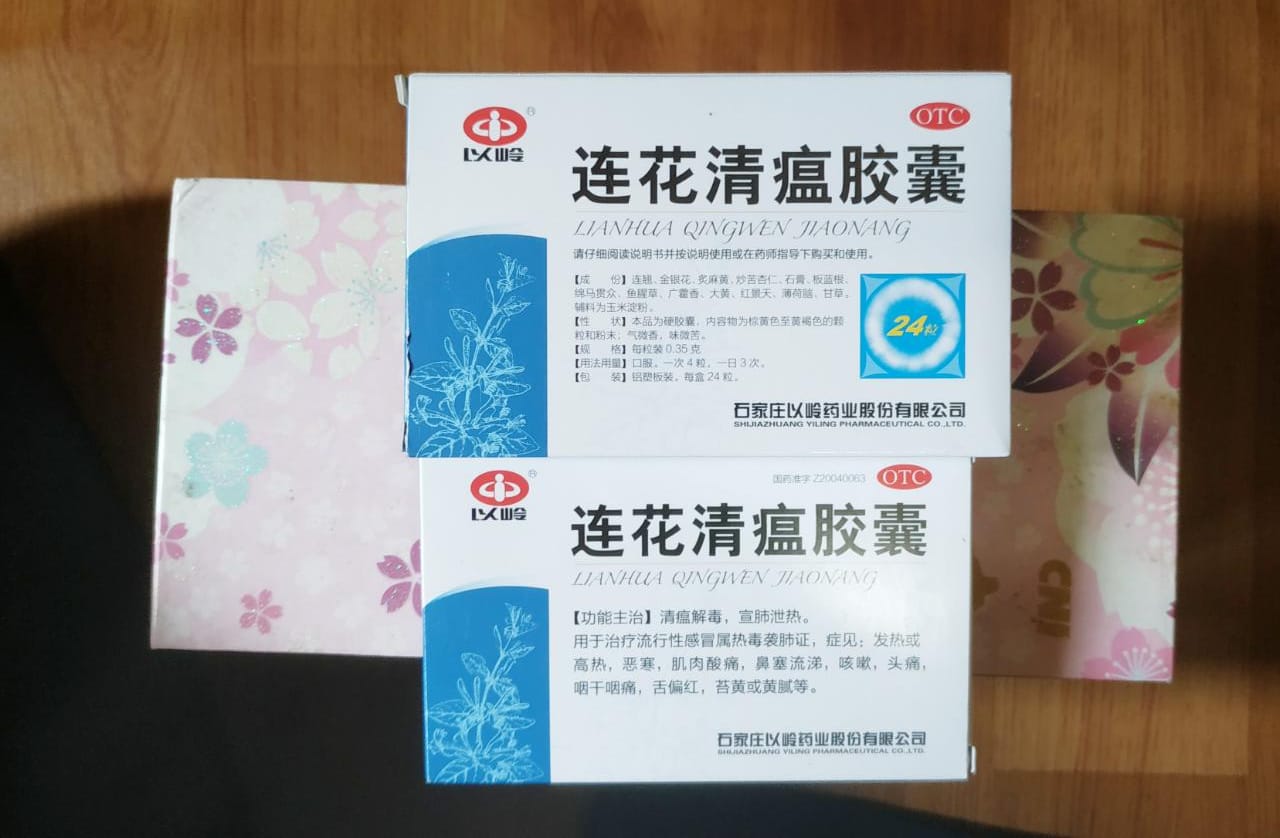 以岭
®
OTC
连花清瘟胶囊
LIANHUA QINGWEN JIAONANG
请仔细阅读说明书并按说明使用或在药师指导下购买和使用。
【成 份】连翘、金银花、炙麻黄、炒苦杏仁、石膏、板蓝根、
绵马贯众、鱼腥草、广藿香、大黄、红景天、薄荷脑、甘草。
辅料为玉米淀粉。
【性 状】本品为硬胶囊，内容物为棕黄色至黄褐色的颗
粒和粉末；气微香，味微苦。
【规 格】每粒装0.35克
【用法用量】口服。一次4粒，一日3次。
【包 装】铝塑板装。每盒24粒。
24粒
石家庄以岭药业股份有限公司
SHIJIAZHUANG YILING PHARMACEUTICAL CO.,LTD.
以岭
®
国药准字 Z20040063
OTC
连花清瘟胶囊
LIANHUA QINGWEN JIAONANG
【功能主治】清瘟解毒，宣肺泄热。
用于治疗流行性感冒属热毒袭肺证，症见：发热或
高热，恶寒，肌肉酸痛，鼻塞流涕，咳嗽，头痛，
咽干咽痛，舌偏红，苔黄或黄腻等。
石家庄以岭药业股份有限公司
SHIJIAZHUANG YILING PHARMACEUTICAL CO.,LTD.